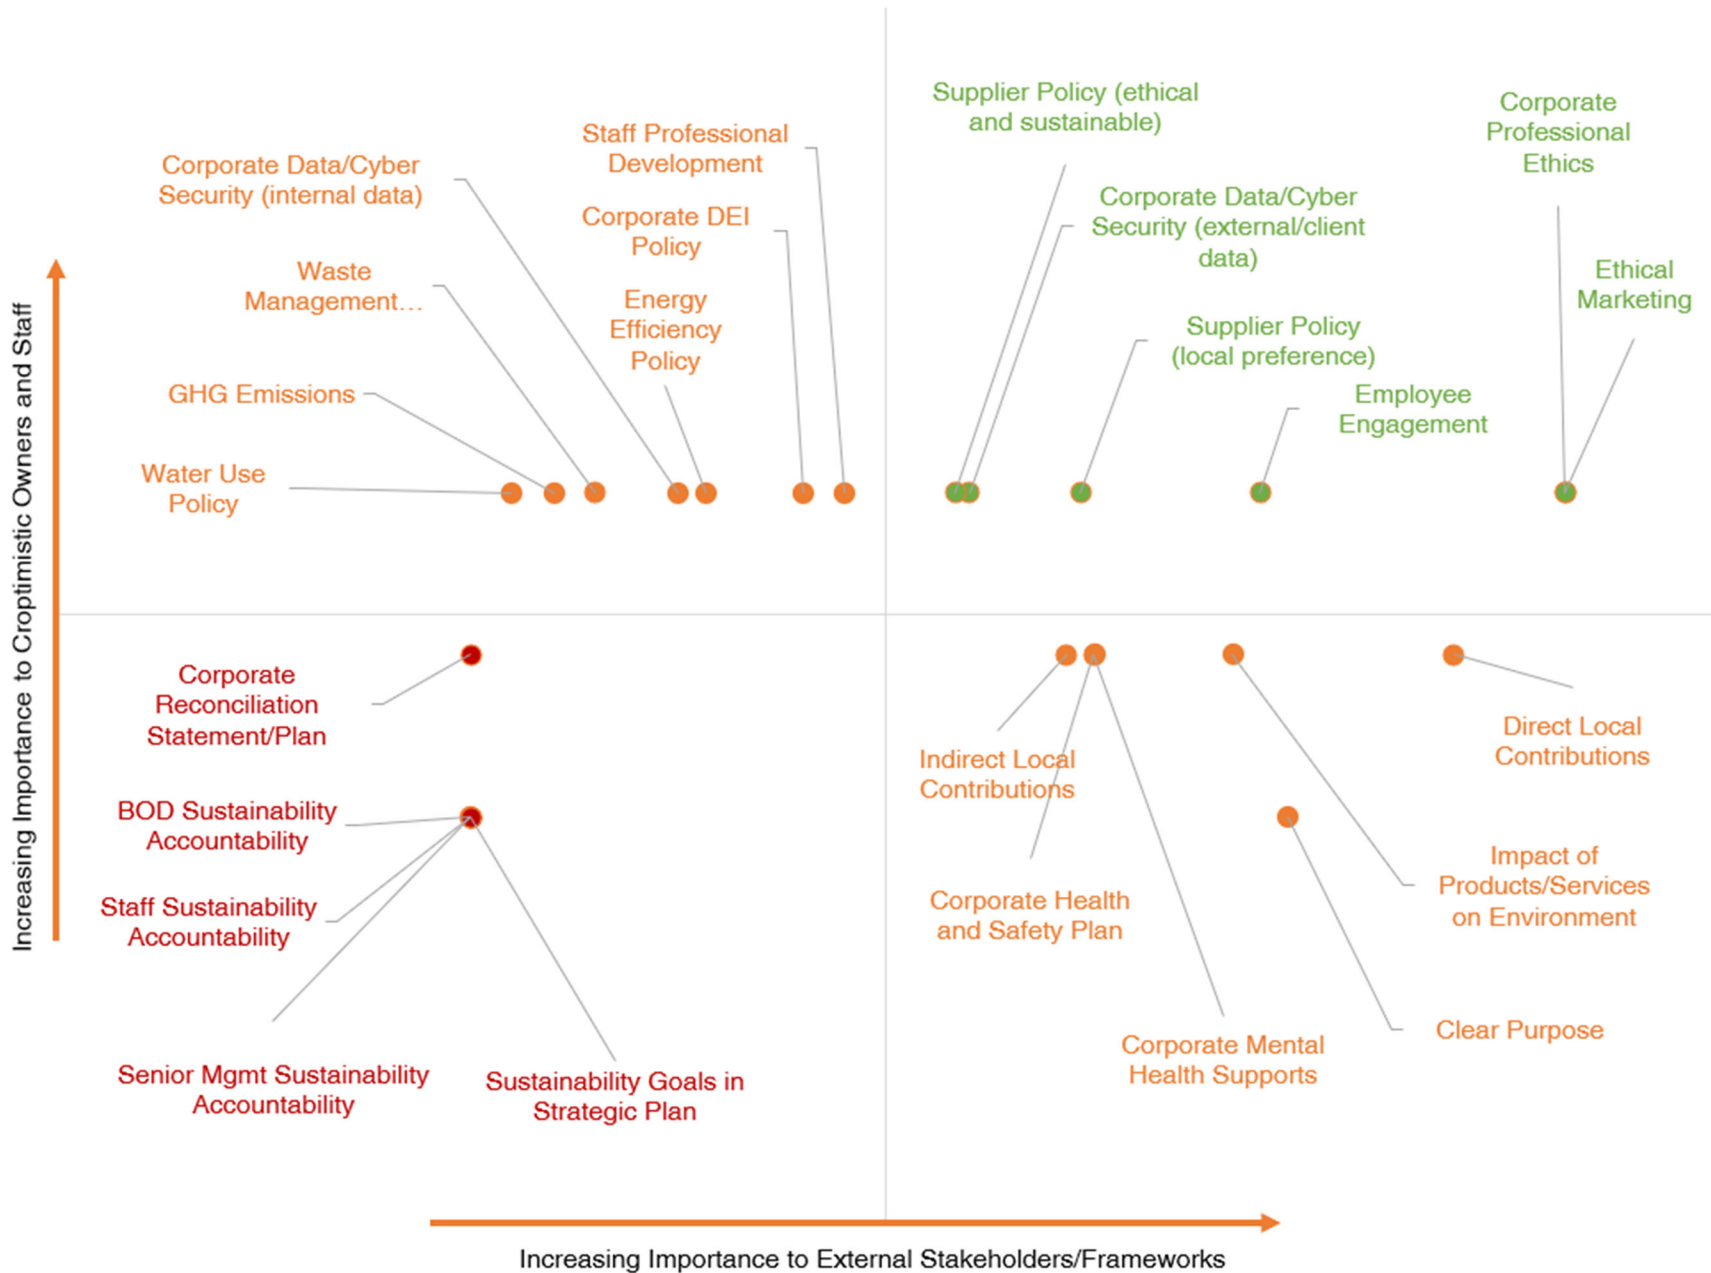 Supplier Policy (ethical
and sustainable)
Corporate
Professional
Ethics
Staff Professional
Development
Corporate Data/Cyber
Security (internal data)
Corporate Data/Cyber
Security (external/client
data)
Corporate DEI
Policy
Waste
Management...
Ethical
Marketing
Energy
Efficiency
Policy
Supplier Policy
(local preference)
GHG Emissions
Employee
Engagement
Water Use
Policy
Increasing Importance to Croptimistic Owners and Staff
Corporate
Reconciliation
Statement/Plan
Direct Local
Contributions
Indirect Local
Contributions
BOD Sustainability
Accountability
Impact of
Products/Services
on Environment
Staff Sustainability
Accountability
Corporate Health
and Safety Plan
Clear Purpose
Corporate Mental
Health Supports
Senior Mgmt Sustainability
Accountability
Sustainability Goals in
Strategic Plan
Increasing Importance to External Stakeholders/Frameworks